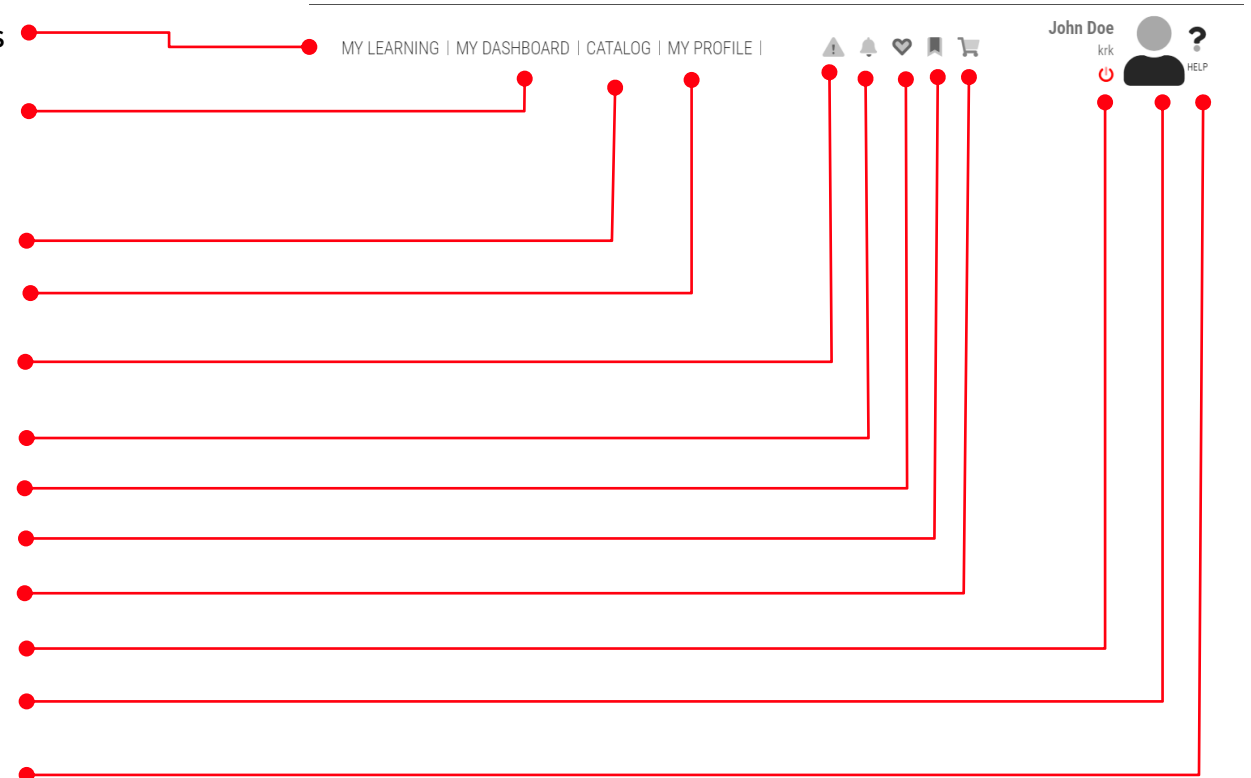 s
MY LEARNING | MY DASHBOARD | CATALOG | MY PROFILE |
John Doe
krk
?
HELP